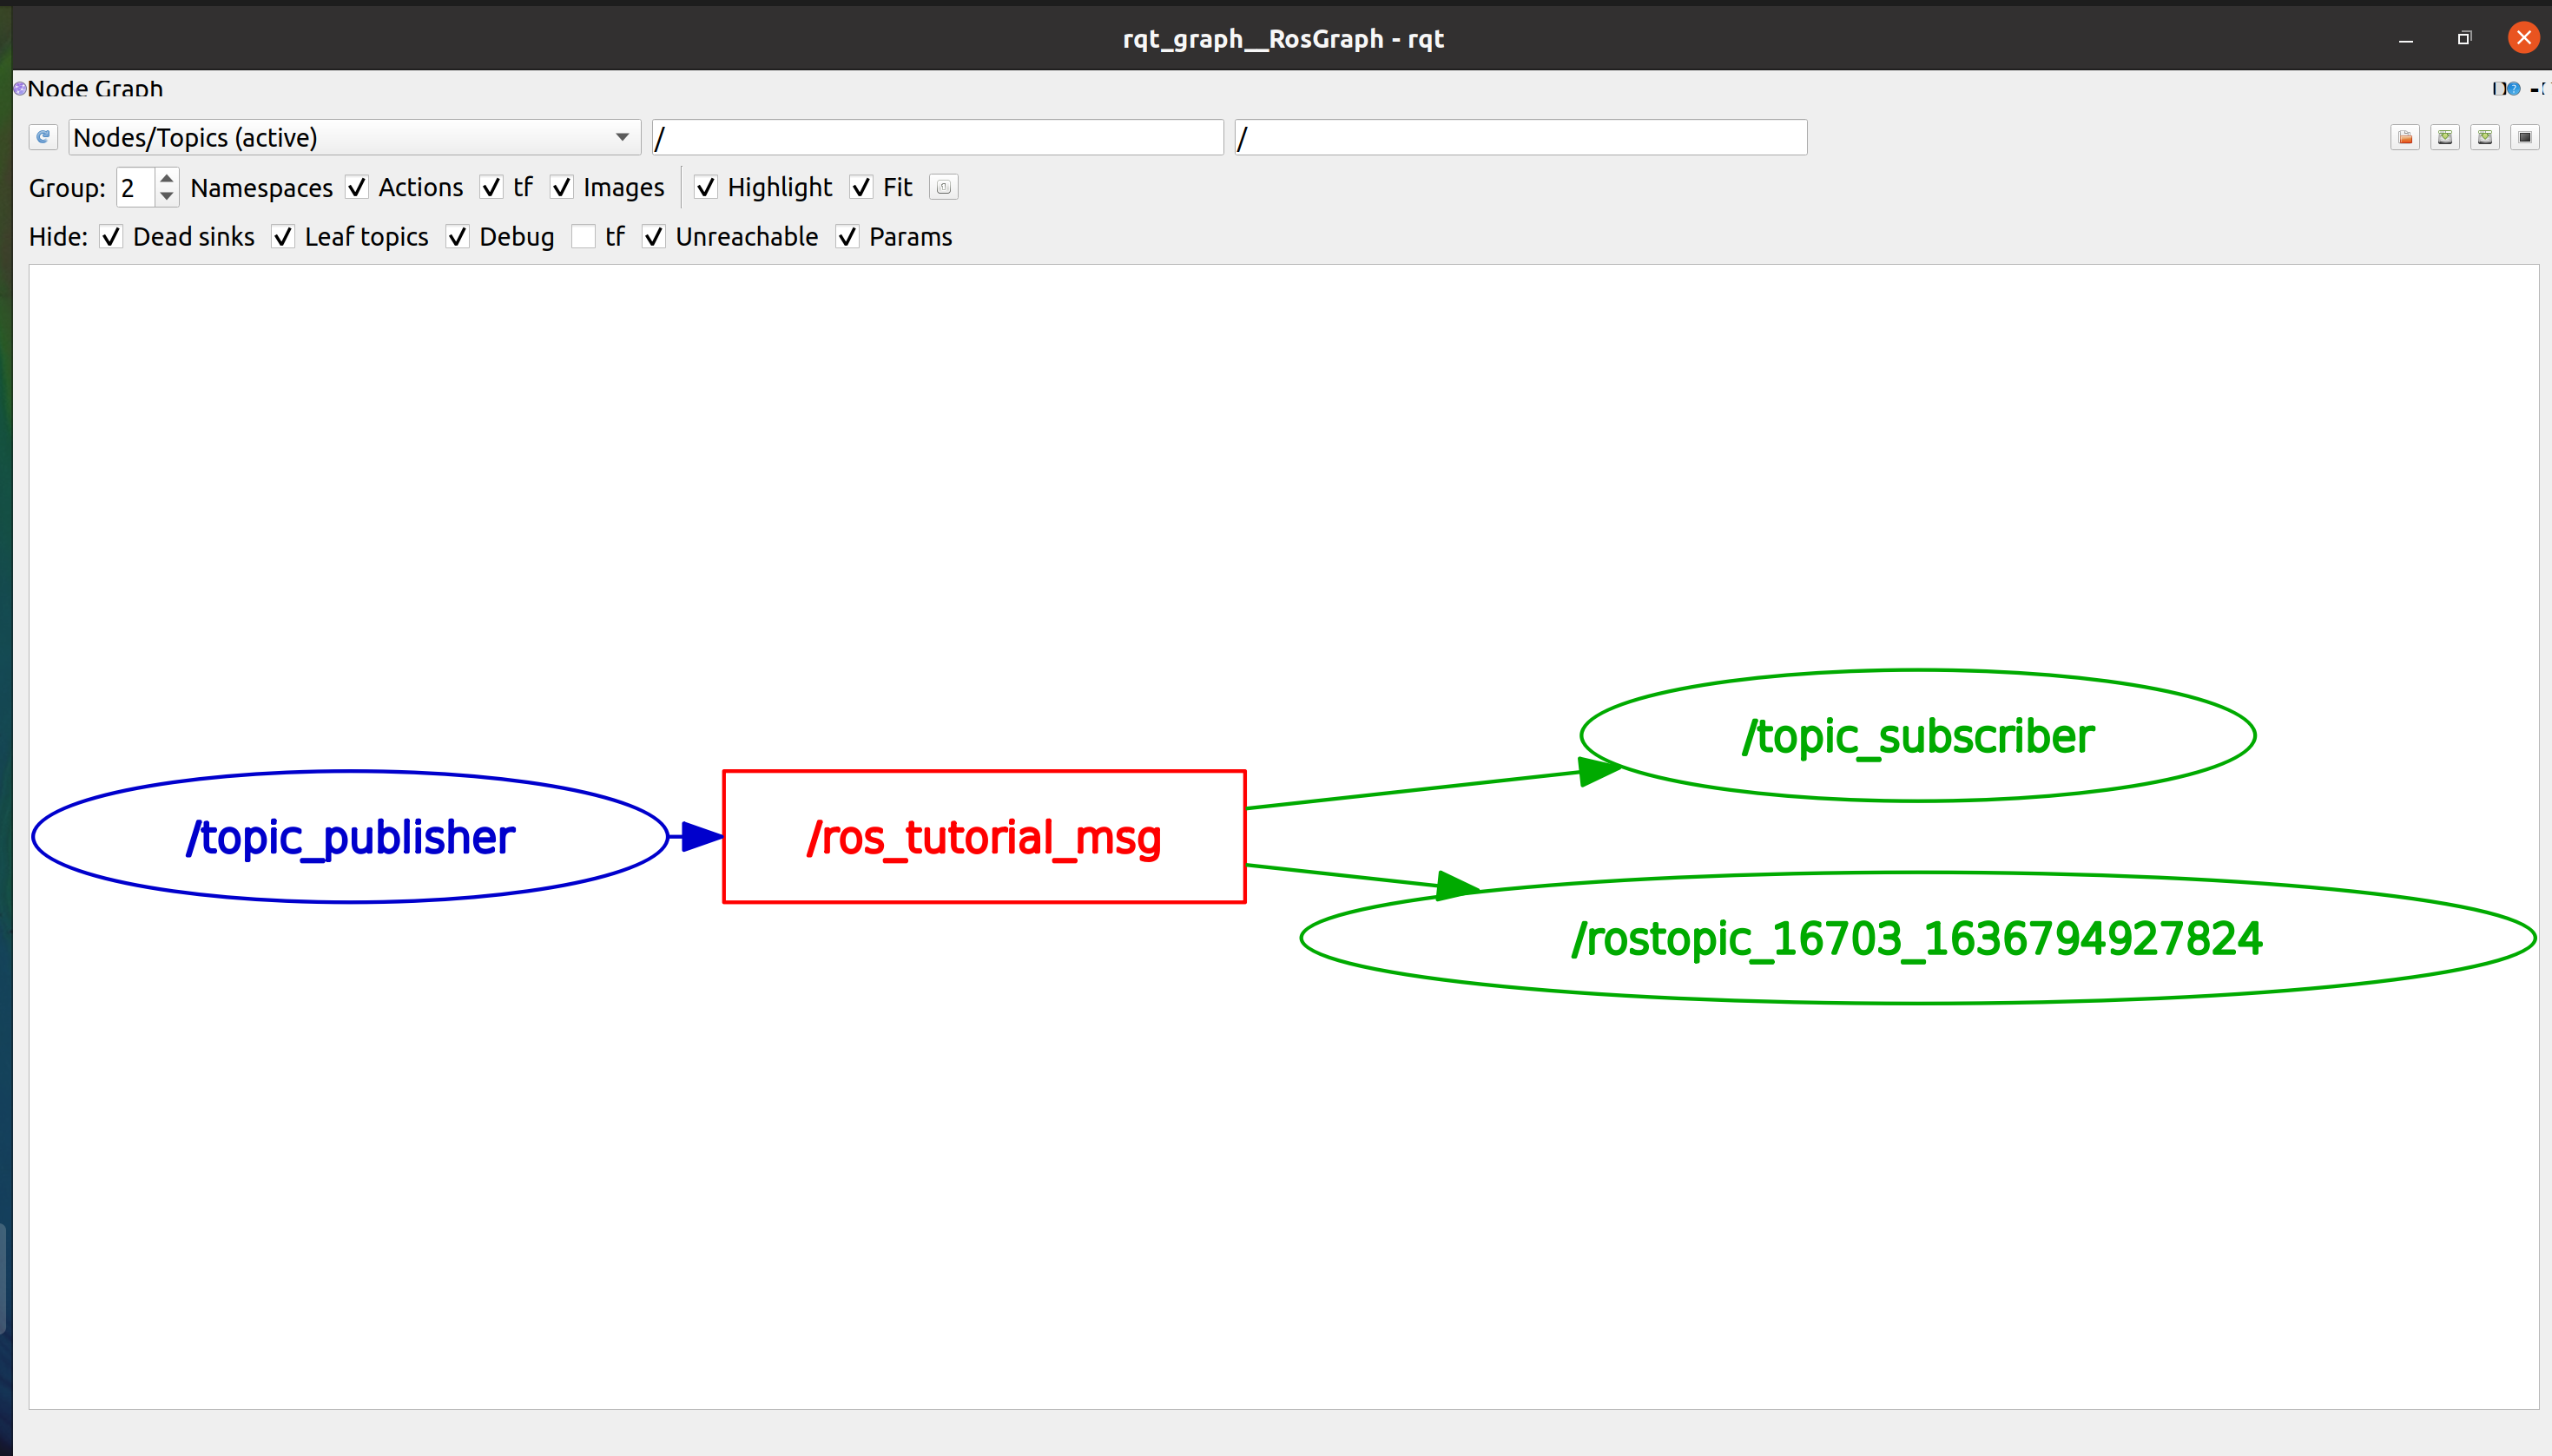 rqt_graph__RosGraph - rqt
Node Graph
Nodes/Topics (active) / /
Group: 2 Namespaces Actions tf Images Highlight Fit
Hide: Dead sinks Leaf topics Debug tf Unreachable Params
/topic_subscriber
/topic_publisher /ros_tutorial_msg
/rostopic_16703_1636794927824